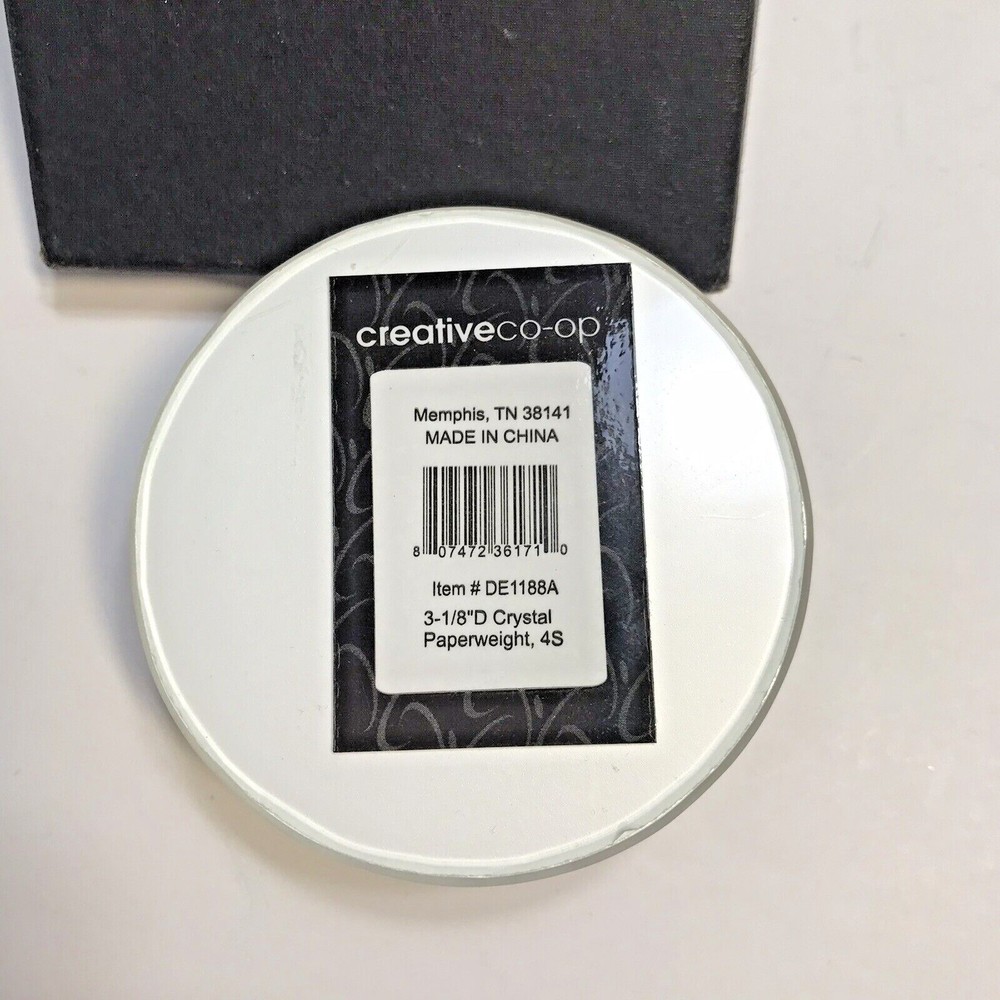 creativeco-op
Memphis, TN 38141
MADE IN CHINA
8 07472 36171 0
Item # DE1188A
3-1/8"D Crystal
Paperweight, 4S